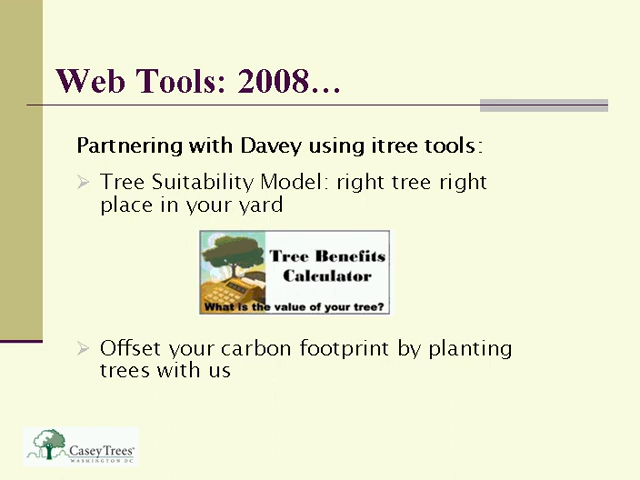 Web Tools: 2008…
Partnering with Davey using itree tools:
Tree Suitability Model: right tree right
place in your yard
Tree Benefits
Calculator
What is the value of your tree?
Offset your carbon footprint by planting
trees with us
Casey Trees
WASHINGTON DC